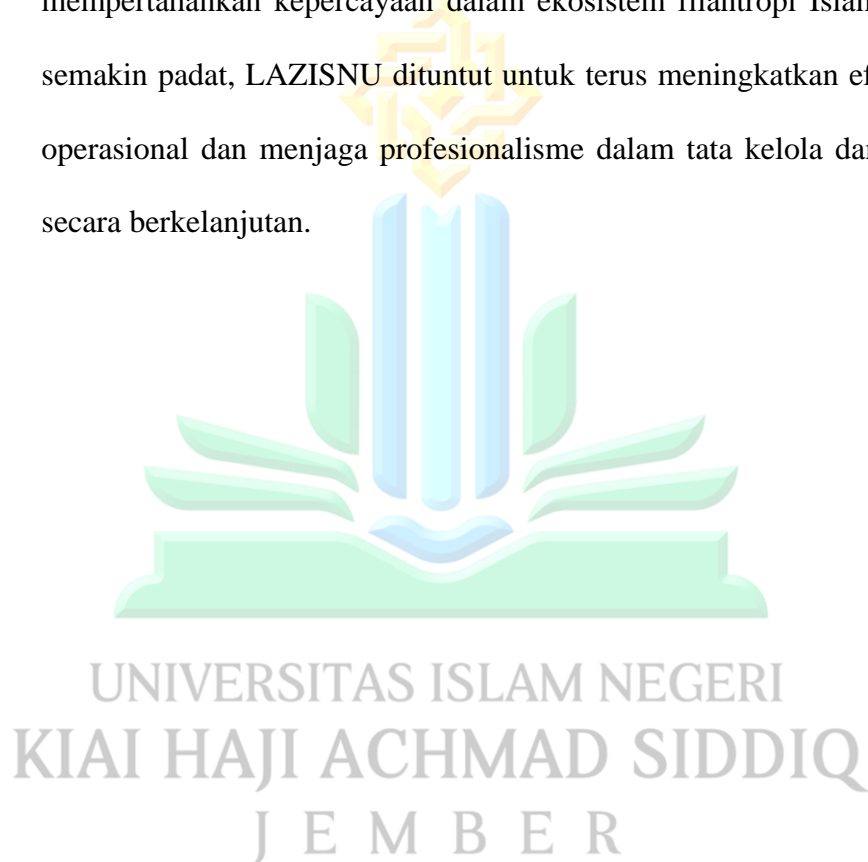 mempertahankan kepercayaan dalam ekosistem filantropi Islam
semakin padat, LAZISNU dituntut untuk terus meningkatkan
operasional dan menjaga profesionalisme dalam tata kelola
secara berkelanjutan.
UNIVERSITAS ISLAM NEGERI
KIAI HAJI ACHMAD SIDDIQ
J E M B E R